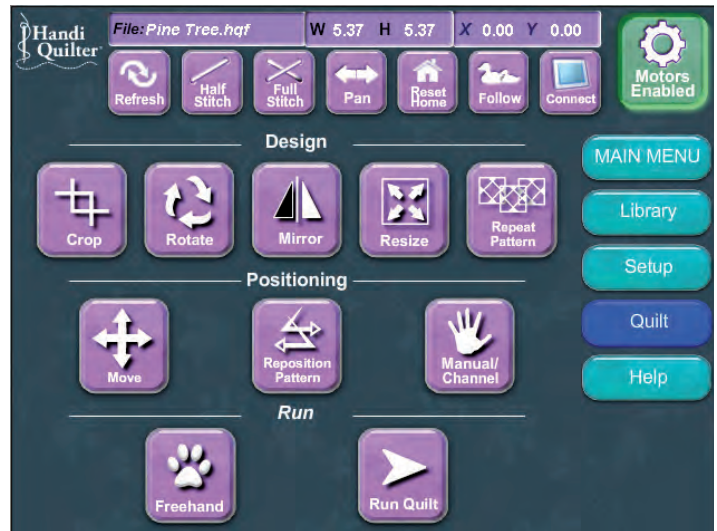 Handi
Quilter
File: Pine Tree.hqf W 5.37 H 5.37 X 0.00 Y 0.00
Motors
Enabled
Refresh
Half
Stitch
Full
Stitch
Pan
Reset
Home
Follow
Connect
Design
MAIN MENU
Crop
Rotate
Mirror
Resize
Repeat
Pattern
Library
Setup
Positioning
Move
Reposition
Pattern
Manual/
Channel
Quilt
Help
Run
Freehand
Run Quilt